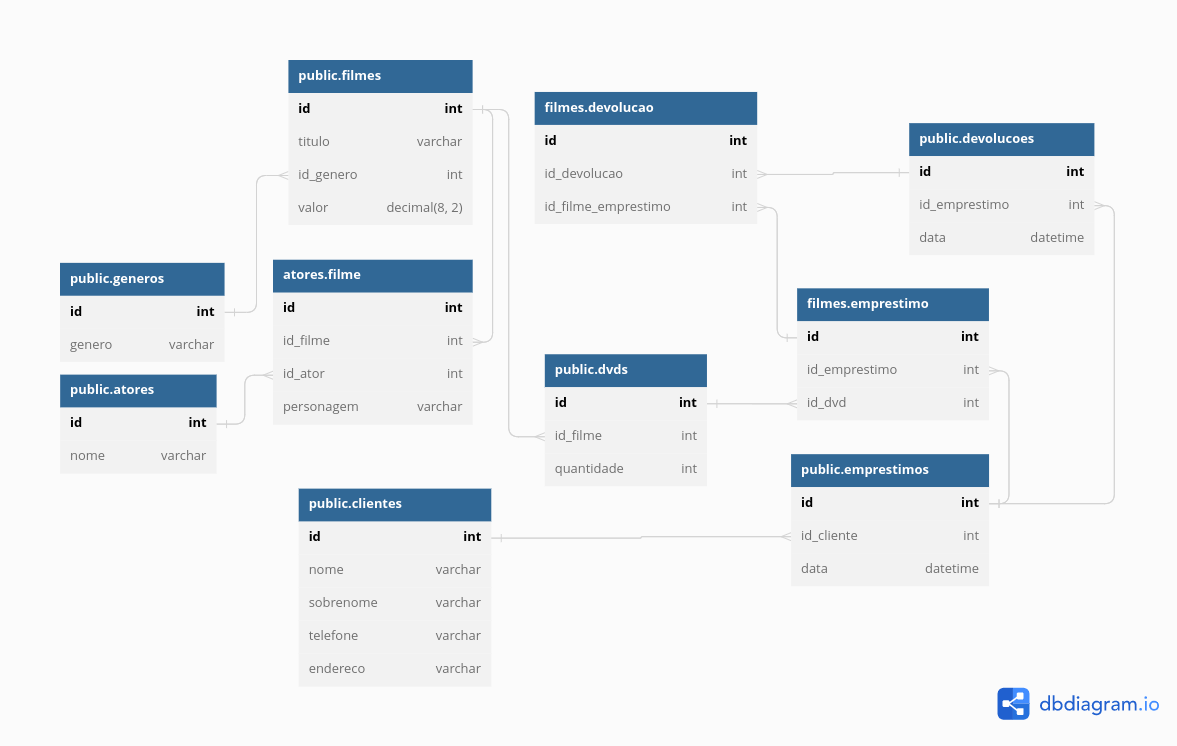 public.filmes
id int
titulo varchar
id_genero int
valor decimal(8, 2)
filmes.devolucao
id int
id_devolucao int
id_filme_emprestimo int
public.devolucoes
id int
id_emprestimo int
data datetime
public.generos
id int
genero varchar
atores.filme
id int
id_filme int
id_ator int
personagem varchar
filmes.emprestimo
id int
id_emprestimo int
id_dvd int
public.atores
id int
nome varchar
public.dvds
id int
id_filme int
quantidade int
public.emprestimos
id int
id_cliente int
data datetime
public.clientes
id int
nome varchar
sobrenome varchar
telefone varchar
endereco varchar
dbdiagram.io